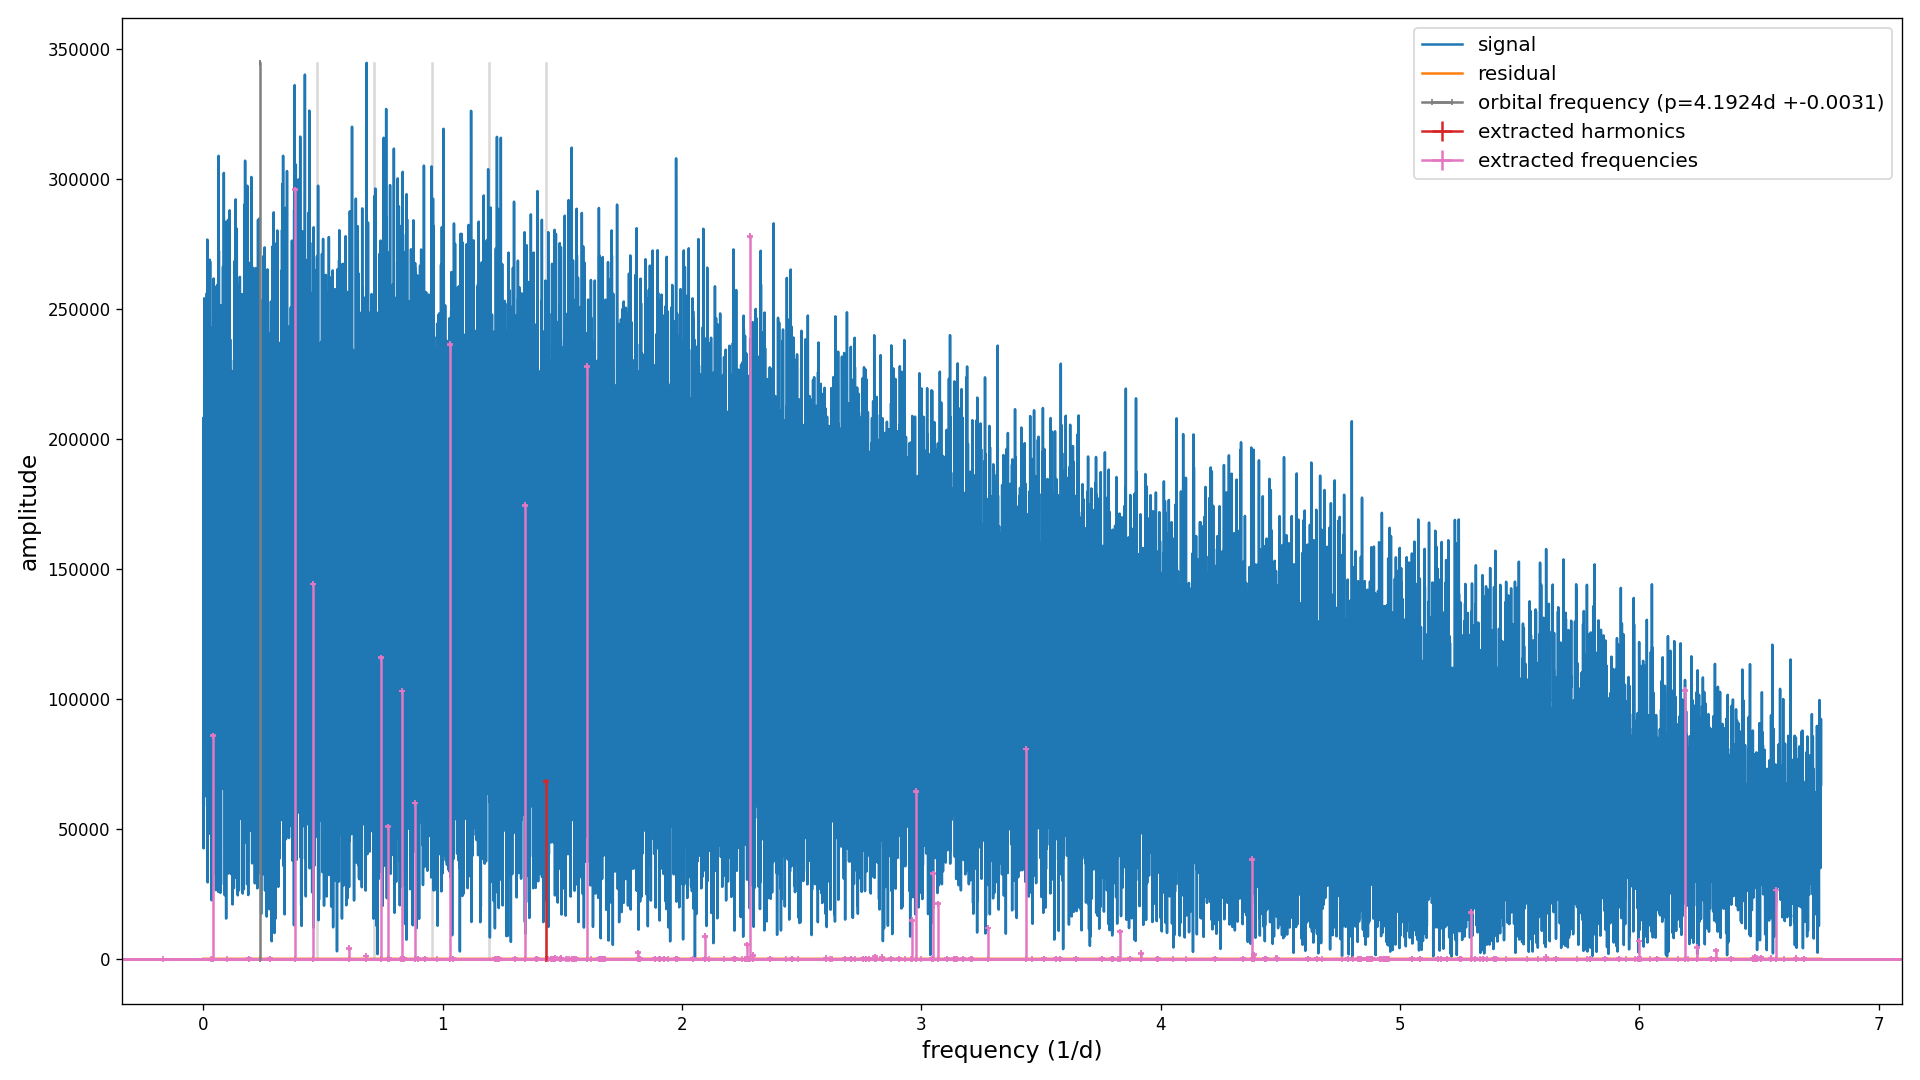 350000
300000
250000
200000
150000
100000
50000
0
amplitude
0 1 2 3 4 5 6 7
frequency (1/d)
signal
residual
orbital frequency (p=4.1924d +-0.0031)
extracted harmonics
extracted frequencies